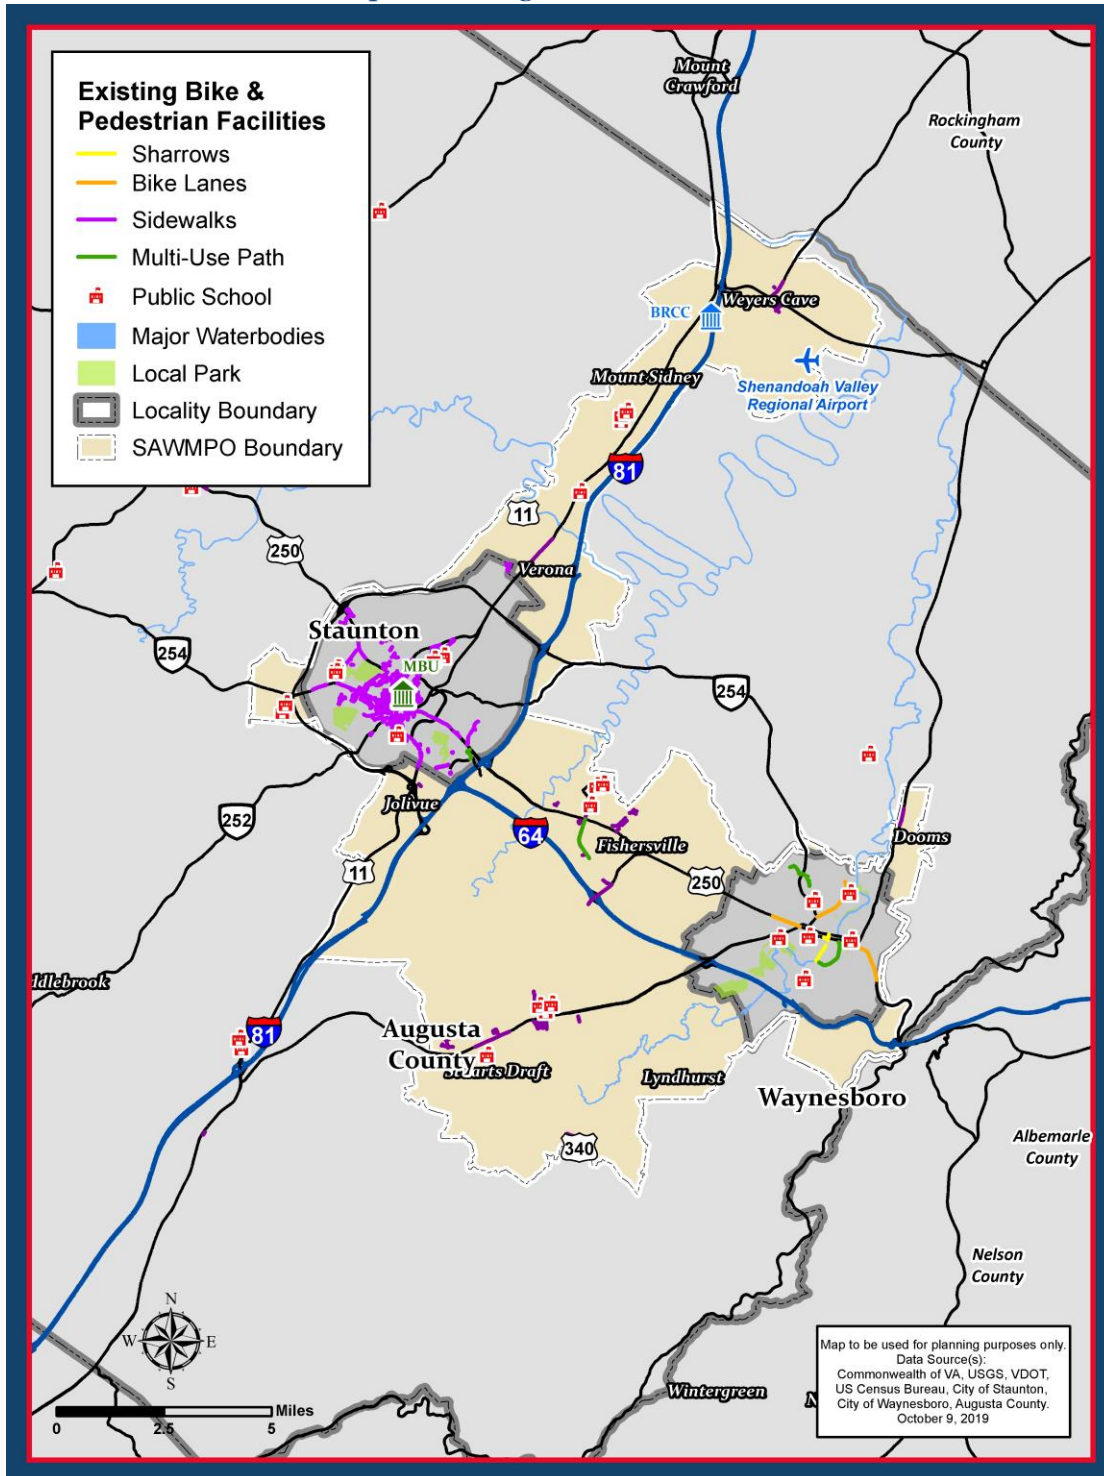 Existing Bike &
Pedestrian Facilities
Sharrows
Bike Lanes
Sidewalks
Multi-Use Path
Public School
Major Waterbodies
Local Park
Locality Boundary
SAWMPO Boundary
Mount
Crawford
Rockingham
County
BRCC
Weyers Cave
Mount Sidney
Shenandoah Valley
Regional Airport
81
11
250
Verona
Staunton
254
MBU
254
Jolivue
252
64
Dooms
Fishersville
11
250
ddlebrook
81
Augusta
County
Stuarts Draft
Lyndhurst
Waynesboro
340
Albemarle
County
Nelson
County
N
W
E
S
Miles
0
2.5
5
Wintergreen
N
Map to be used for planning purposes only.
Data Source(s):
Commonwealth of VA, USGS, VDOT,
US Census Bureau, City of Staunton,
City of Waynesboro, Augusta County.
October 9, 2019